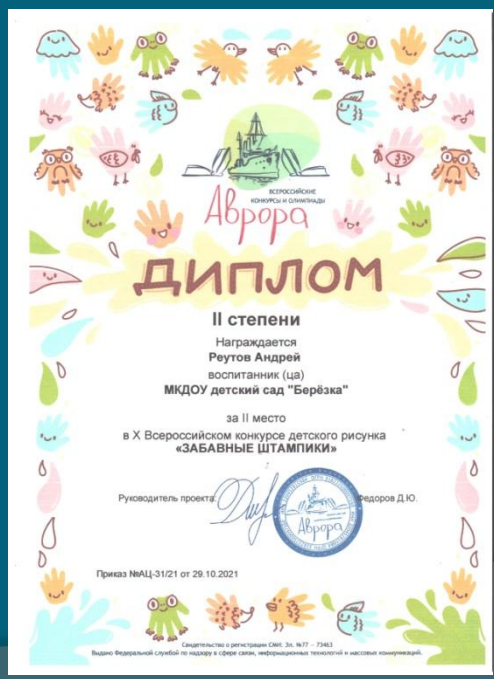 ВСЕРОССИЙСКИЕ
КОНКУРСЫ И ОЛИМПИАДЫ
Аврора
ДИПЛОМ
II степени
Награждается
Реутов Андрей
воспитанник (ца)
МКДОУ детский сад "Берёзка"
за II место
в X Всероссийском конкурсе детского рисунка
«ЗАБАВНЫЕ ШТАМПИКИ»
Руководитель проекта: Федоров Д.Ю.
Аврора
Приказ №АЦ-31/21 от 29.10.2021
Свидетельство о регистрации СМИ: Эл. №77 - 73463
Выдано Федеральной службой по надзору в сфере связи, информационных технологий и массовых коммуникаций.